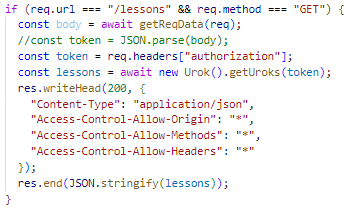 if (req.url === "/lessons" && req.method === "GET") {
const body = await getReqData(req);
//const token = JSON.parse(body);
const token = req.headers["authorization"];
const lessons = await new Urok().getUroks(token);
res.writeHead(200, {
"Content-Type": "application/json",
"Access-Control-Allow-Origin": "*",
"Access-Control-Allow-Methods": "*",
"Access-Control-Allow-Headers": "*"
});
res.end(JSON.stringify(lessons));
}